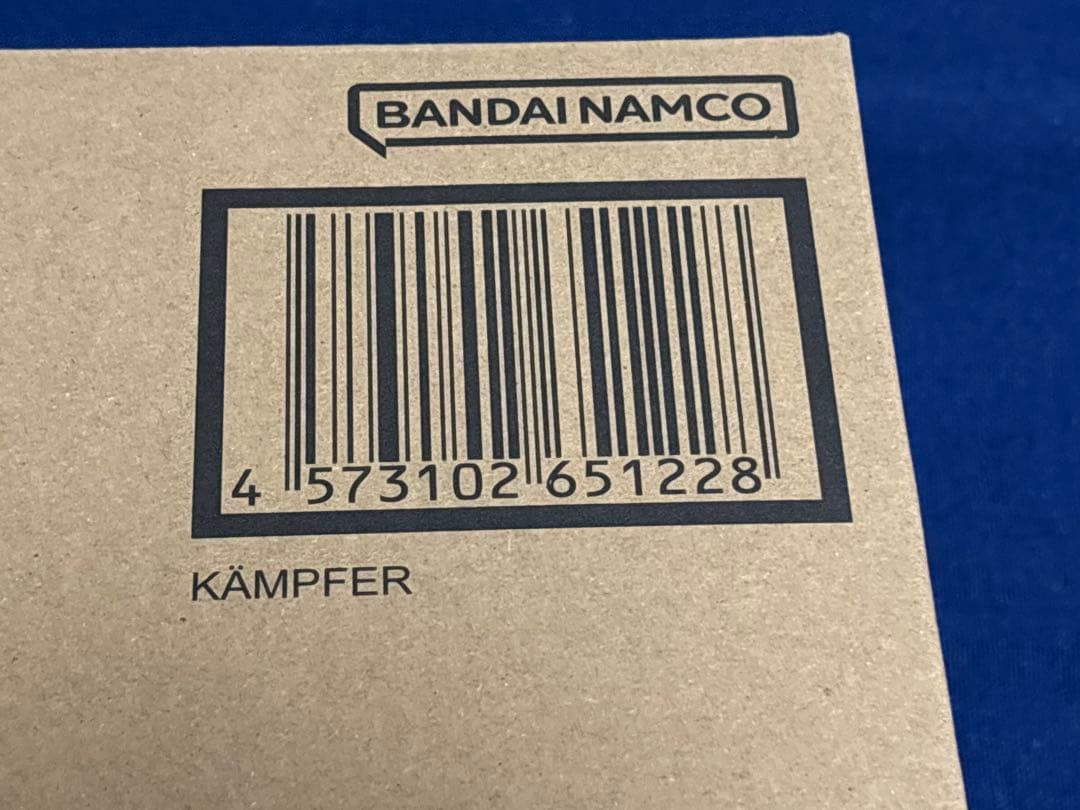 BANDAI NAMCO
4 573102 651228
KÄMPFER